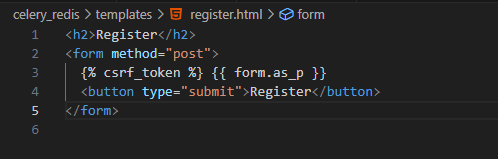 celery_redis > templates > register.html > form
1 <h2>Register</h2>
2 <form method="post">
3 {% csrf_token %} {{ form.as_p }}
4 <button type="submit">Register</button>
5 </form>
6